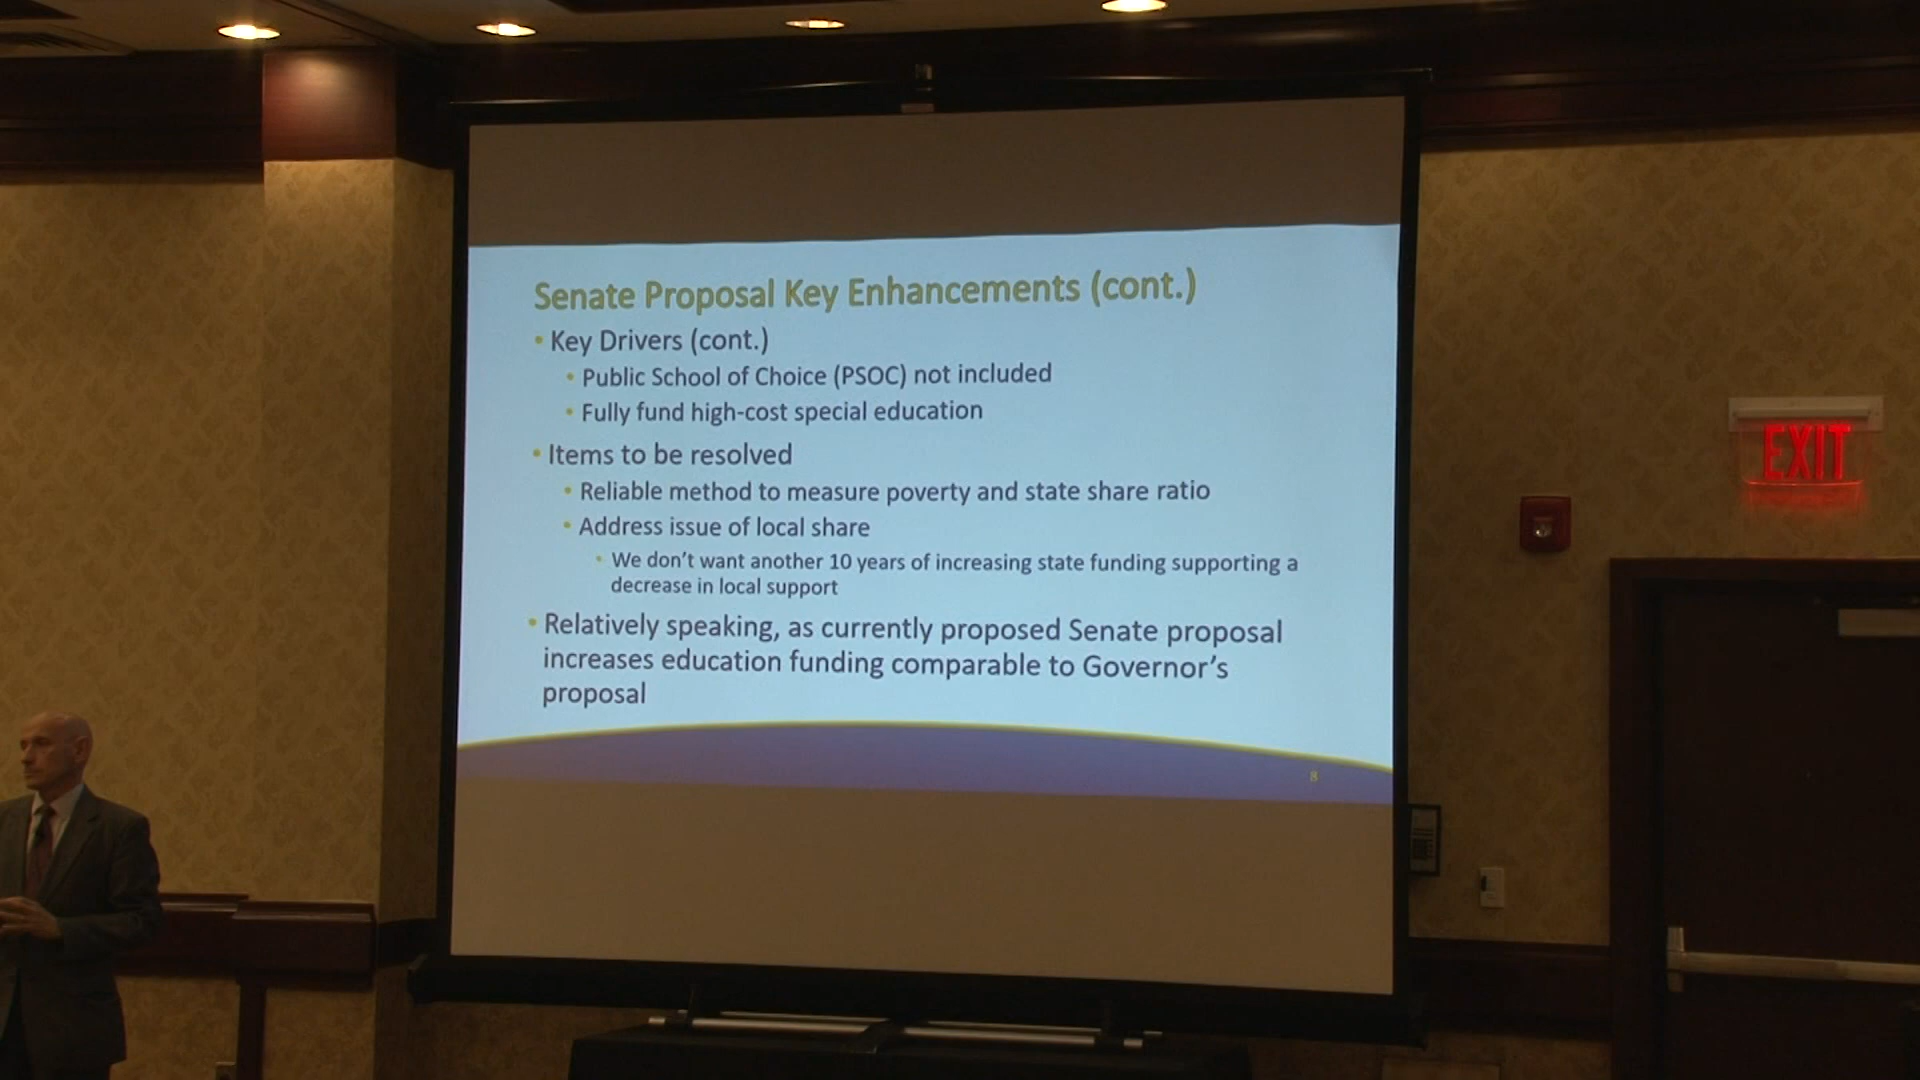 Senate Proposal Key Enhancements (cont.)
• Key Drivers (cont.)
• Public School of Choice (PSOC) not included
• Fully fund high-cost special education
• Items to be resolved
• Reliable method to measure poverty and state share ratio
• Address issue of local share
• We don't want another 10 years of increasing state funding supporting a
decrease in local support
• Relatively speaking, as currently proposed Senate proposal
increases education funding comparable to Governor's
proposal
8
EXIT